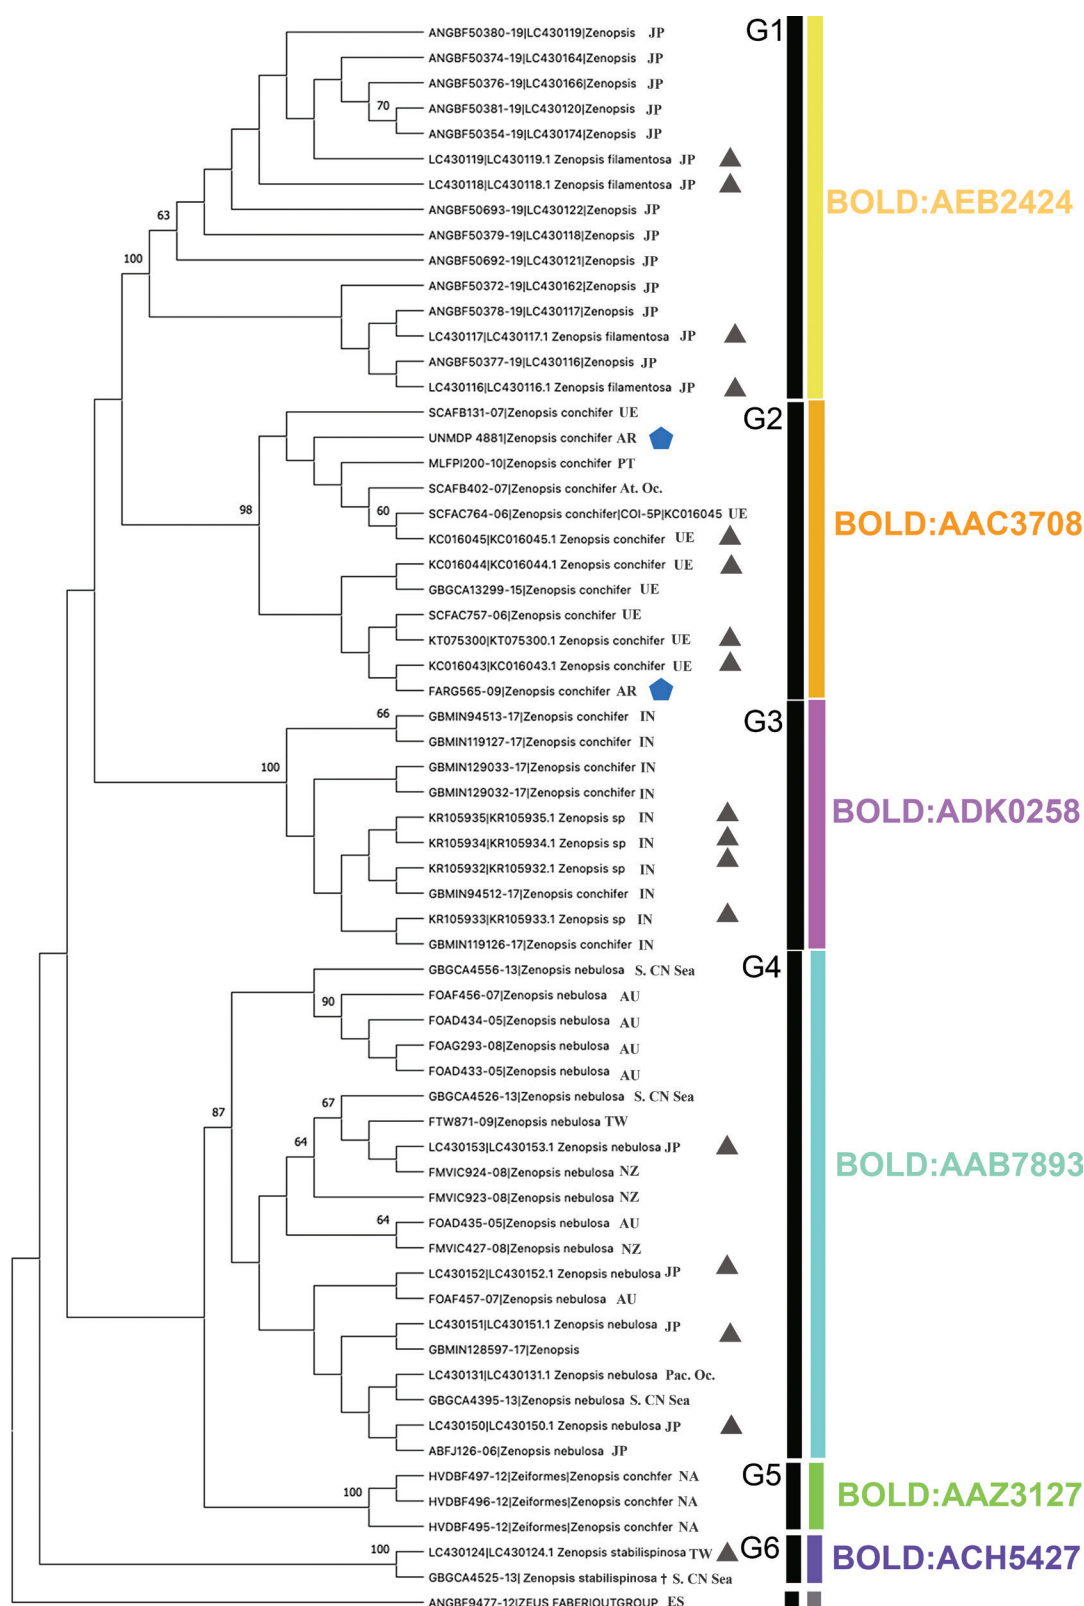 G1
ANGBF50380-19|LC430119|Zenopsis JP
ANGBF50374-19|LC430164|Zenopsis JP
ANGBF50376-19|LC430166|Zenopsis JP
70
ANGBF50381-19|LC430120|Zenopsis JP
ANGBF50354-19|LC430174|Zenopsis JP
LC430119|LC430119.1 Zenopsis filamentosa JP
LC430118|LC430118.1 Zenopsis filamentosa JP
BOLD:AEB2424
63
ANGBF50693-19|LC430122|Zenopsis JP
ANGBF50379-19|LC430118|Zenopsis JP
100
ANGBF50692-19|LC430121|Zenopsis JP
ANGBF50372-19|LC430162|Zenopsis JP
ANGBF50378-19|LC430117|Zenopsis JP
LC430117|LC430117.1 Zenopsis filamentosa JP
ANGBF50377-19|LC430116|Zenopsis JP
LC430116|LC430116.1 Zenopsis filamentosa JP
G2
SCAFB131-07|Zenopsis conchifer UE
UNMDP 4881|Zenopsis conchifer AR
MLFPI200-10|Zenopsis conchifer PT
SCAFB402-07|Zenopsis conchifer At. Oc.
98
60
SCFAC764-06|Zenopsis conchifer|COI-5P|KC016045 UE
BOLD:AAC3708
KC016045|KC016045.1 Zenopsis conchifer UE
KC016044|KC016044.1 Zenopsis conchifer UE
GBGCA13299-15|Zenopsis conchifer UE
SCFAC757-06|Zenopsis conchifer UE
KT075300|KT075300.1 Zenopsis conchifer UE
KC016043|KC016043.1 Zenopsis conchifer UE
FARG565-09|Zenopsis conchifer AR
G3
66
GBMIN94513-17|Zenopsis conchifer IN
GBMIN119127-17|Zenopsis conchifer IN
100
GBMIN129033-17|Zenopsis conchifer IN
GBMIN129032-17|Zenopsis conchifer IN
BOLD:ADK0258
KR105935|KR105935.1 Zenopsis sp IN
KR105934|KR105934.1 Zenopsis sp IN
KR105932|KR105932.1 Zenopsis sp IN
GBMIN94512-17|Zenopsis conchifer IN
KR105933|KR105933.1 Zenopsis sp IN
GBMIN119126-17|Zenopsis conchifer IN
G4
GBGCA4556-13|Zenopsis nebulosa S. CN Sea
90
FOAF456-07|Zenopsis nebulosa AU
FOAD434-05|Zenopsis nebulosa AU
FOAG293-08|Zenopsis nebulosa AU
FOAD433-05|Zenopsis nebulosa AU
67
GBGCA4526-13|Zenopsis nebulosa S. CN Sea
87
FTW871-09|Zenopsis nebulosa TW
64
LC430153|LC430153.1 Zenopsis nebulosa JP
BOLD:AAB7893
FMVIC924-08|Zenopsis nebulosa NZ
FMVIC923-08|Zenopsis nebulosa NZ
64
FOAD435-05|Zenopsis nebulosa AU
FMVIC427-08|Zenopsis nebulosa NZ
LC430152|LC430152.1 Zenopsis nebulosa JP
FOAF457-07|Zenopsis nebulosa AU
LC430151|LC430151.1 Zenopsis nebulosa JP
GBMIN128597-17|Zenopsis
LC430131|LC430131.1 Zenopsis nebulosa Pac. Oc.
GBGCA4395-13|Zenopsis nebulosa S. CN Sea
LC430150|LC430150.1 Zenopsis nebulosa JP
ABFJ126-06|Zenopsis nebulosa JP
G5
HVDBF497-12|Zeiformes|Zenopsis conchfer NA
100
HVDBF496-12|Zeiformes|Zenopsis conchfer NA
BOLD:AAZ3127
HVDBF495-12|Zeiformes|Zenopsis conchfer NA
G6
100
LC430124|LC430124.1 Zenopsis stabilispinosa TW
BOLD:ACH5427
GBGCA4525-13| Zenopsis stabilispinosa † S. CN Sea
ANGBF9477-12|ZEUS FABER|OUTGROUP ES